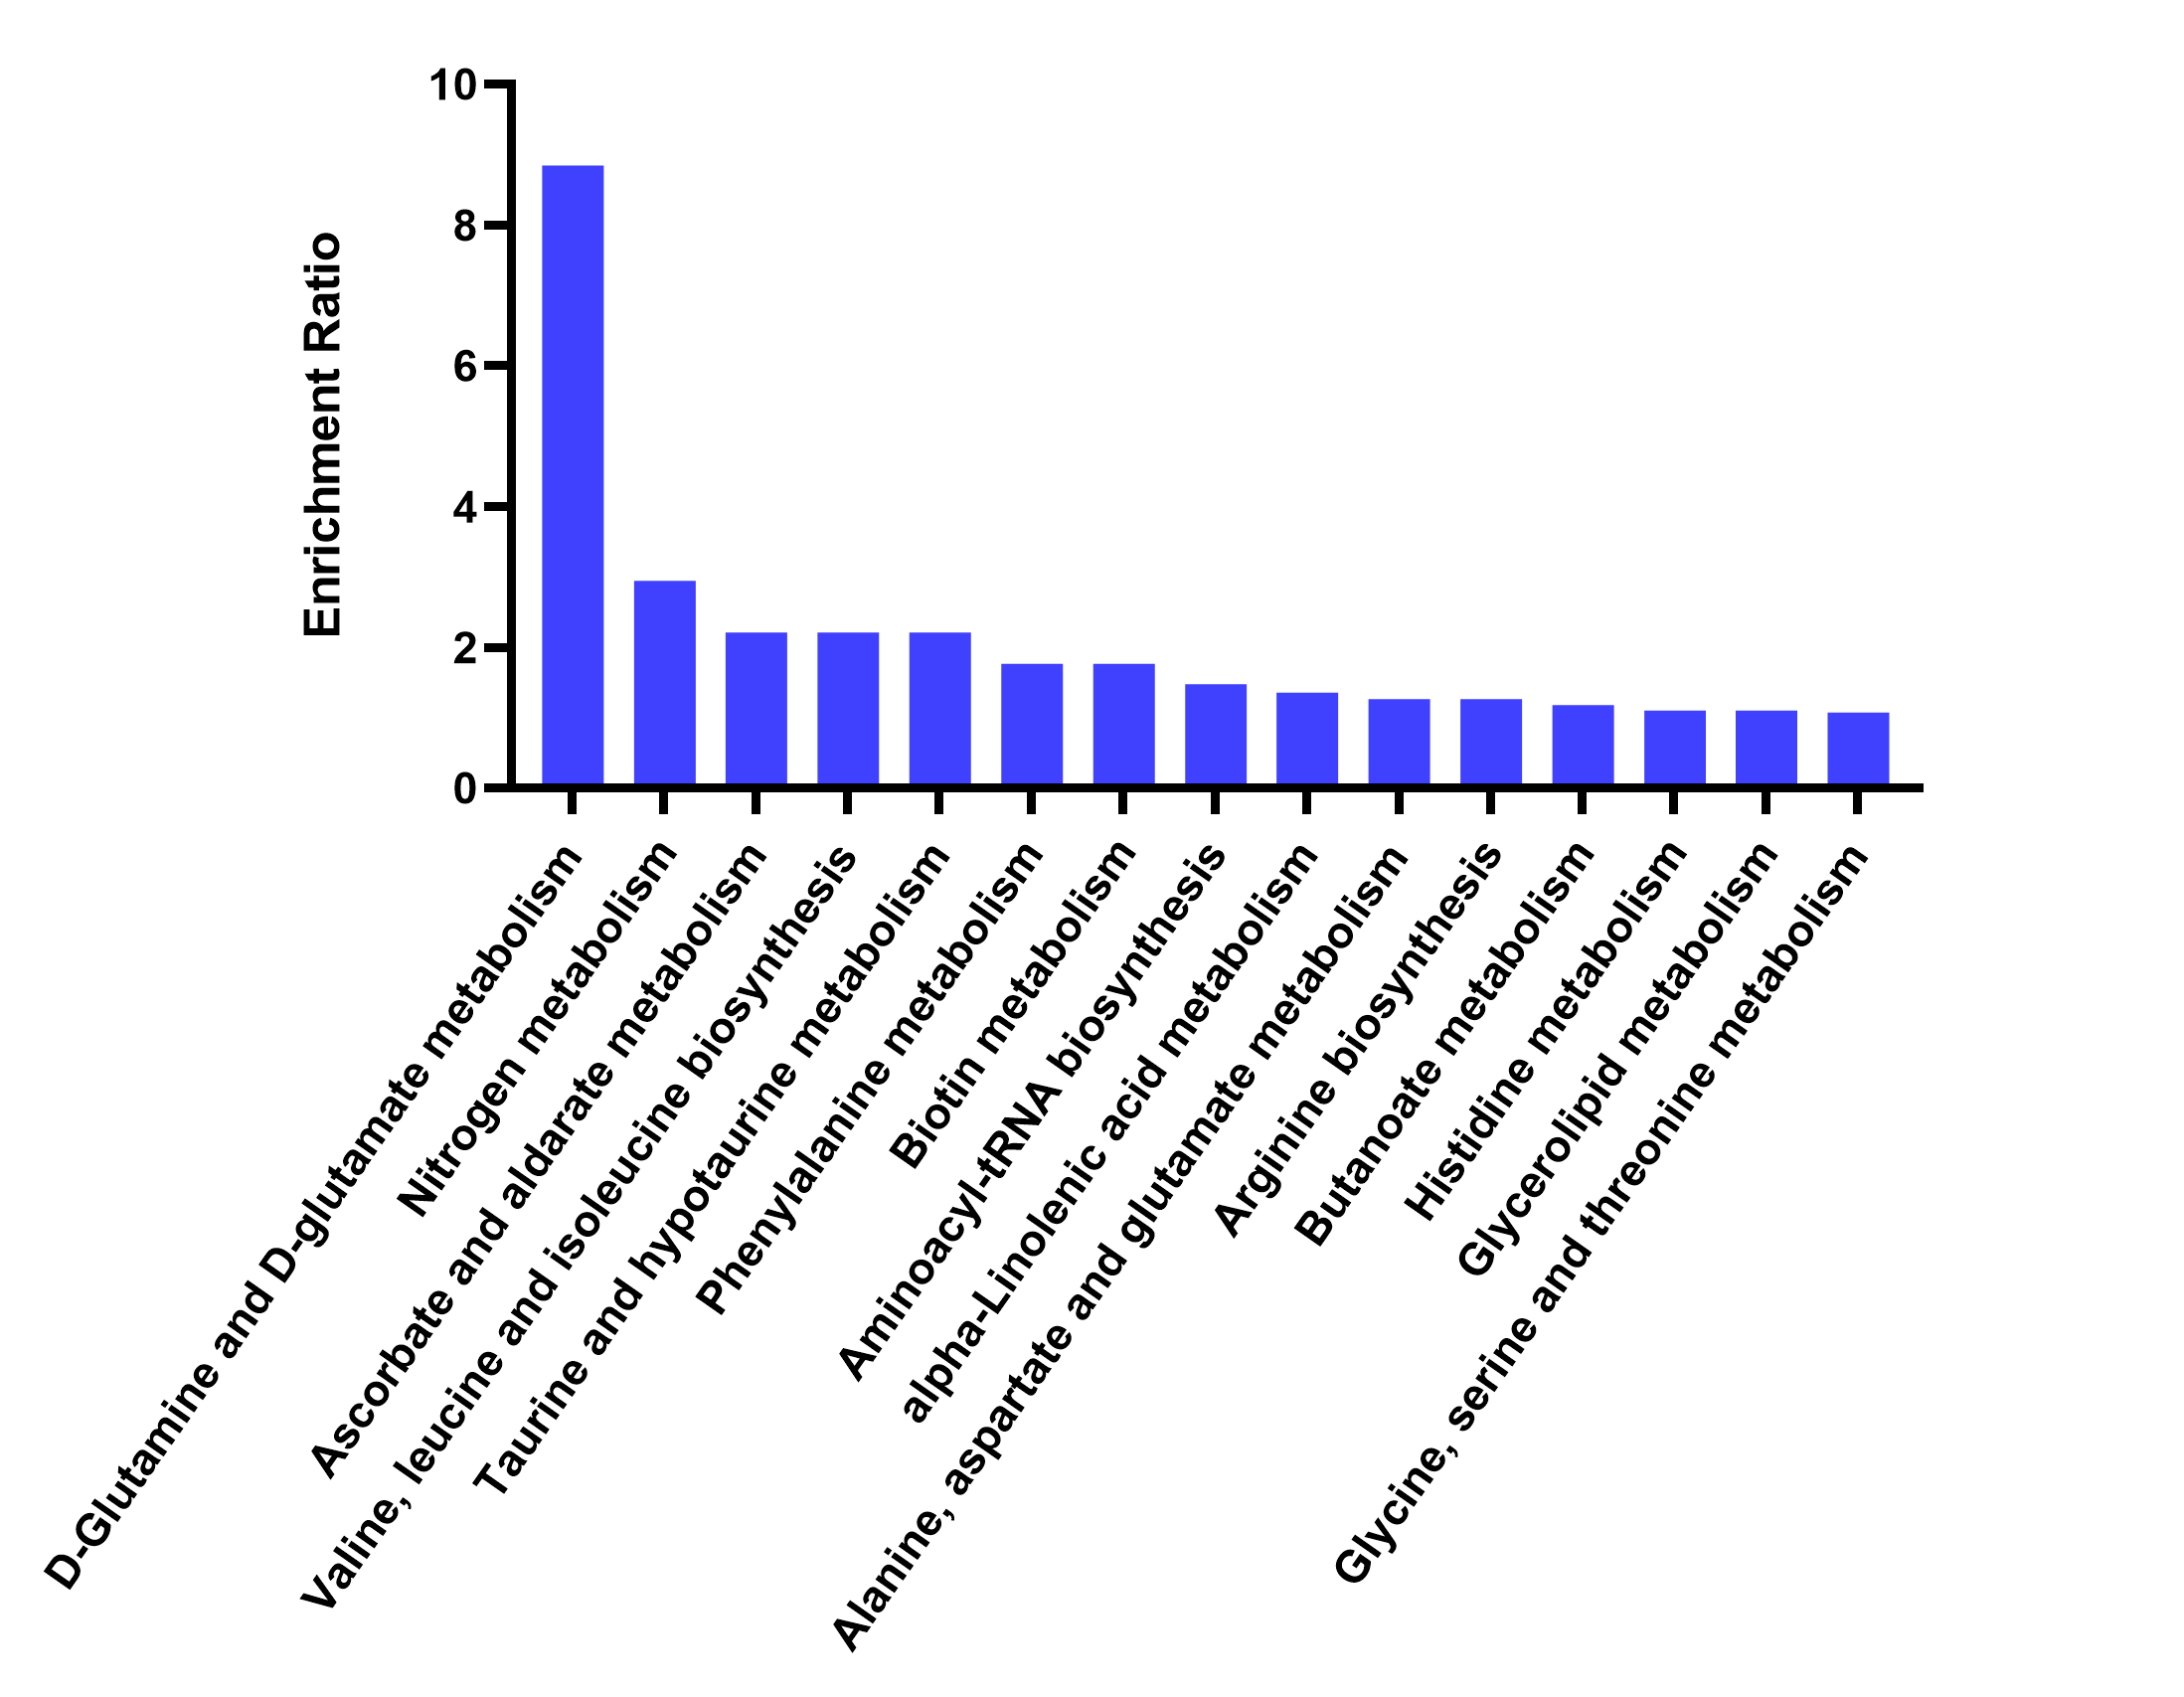 Enrichment Ratio
10
8
6
4
2
0
D-Glutamine and D-glutamate metabolism
Nitrogen metabolism
Ascorbate and aldarate metabolism
Valine, leucine and isoleucine biosynthesis
Taurine and hypotaurine metabolism
Phenylalanine metabolism
Biotin metabolism
Aminoacyl-tRNA biosynthesis
alpha-Linolenic acid metabolism
Alanine, aspartate and glutamate metabolism
Arginine biosynthesis
Butanoate metabolism
Histidine metabolism
Glycerolipid metabolism
Glycine, serine and threonine metabolism